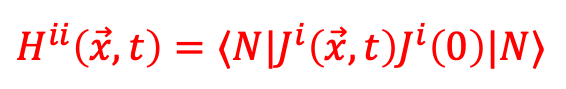 H^{ii}(\vec{x}, t) = ⟨N|J^i(\vec{x}, t)J^i(0)|N⟩